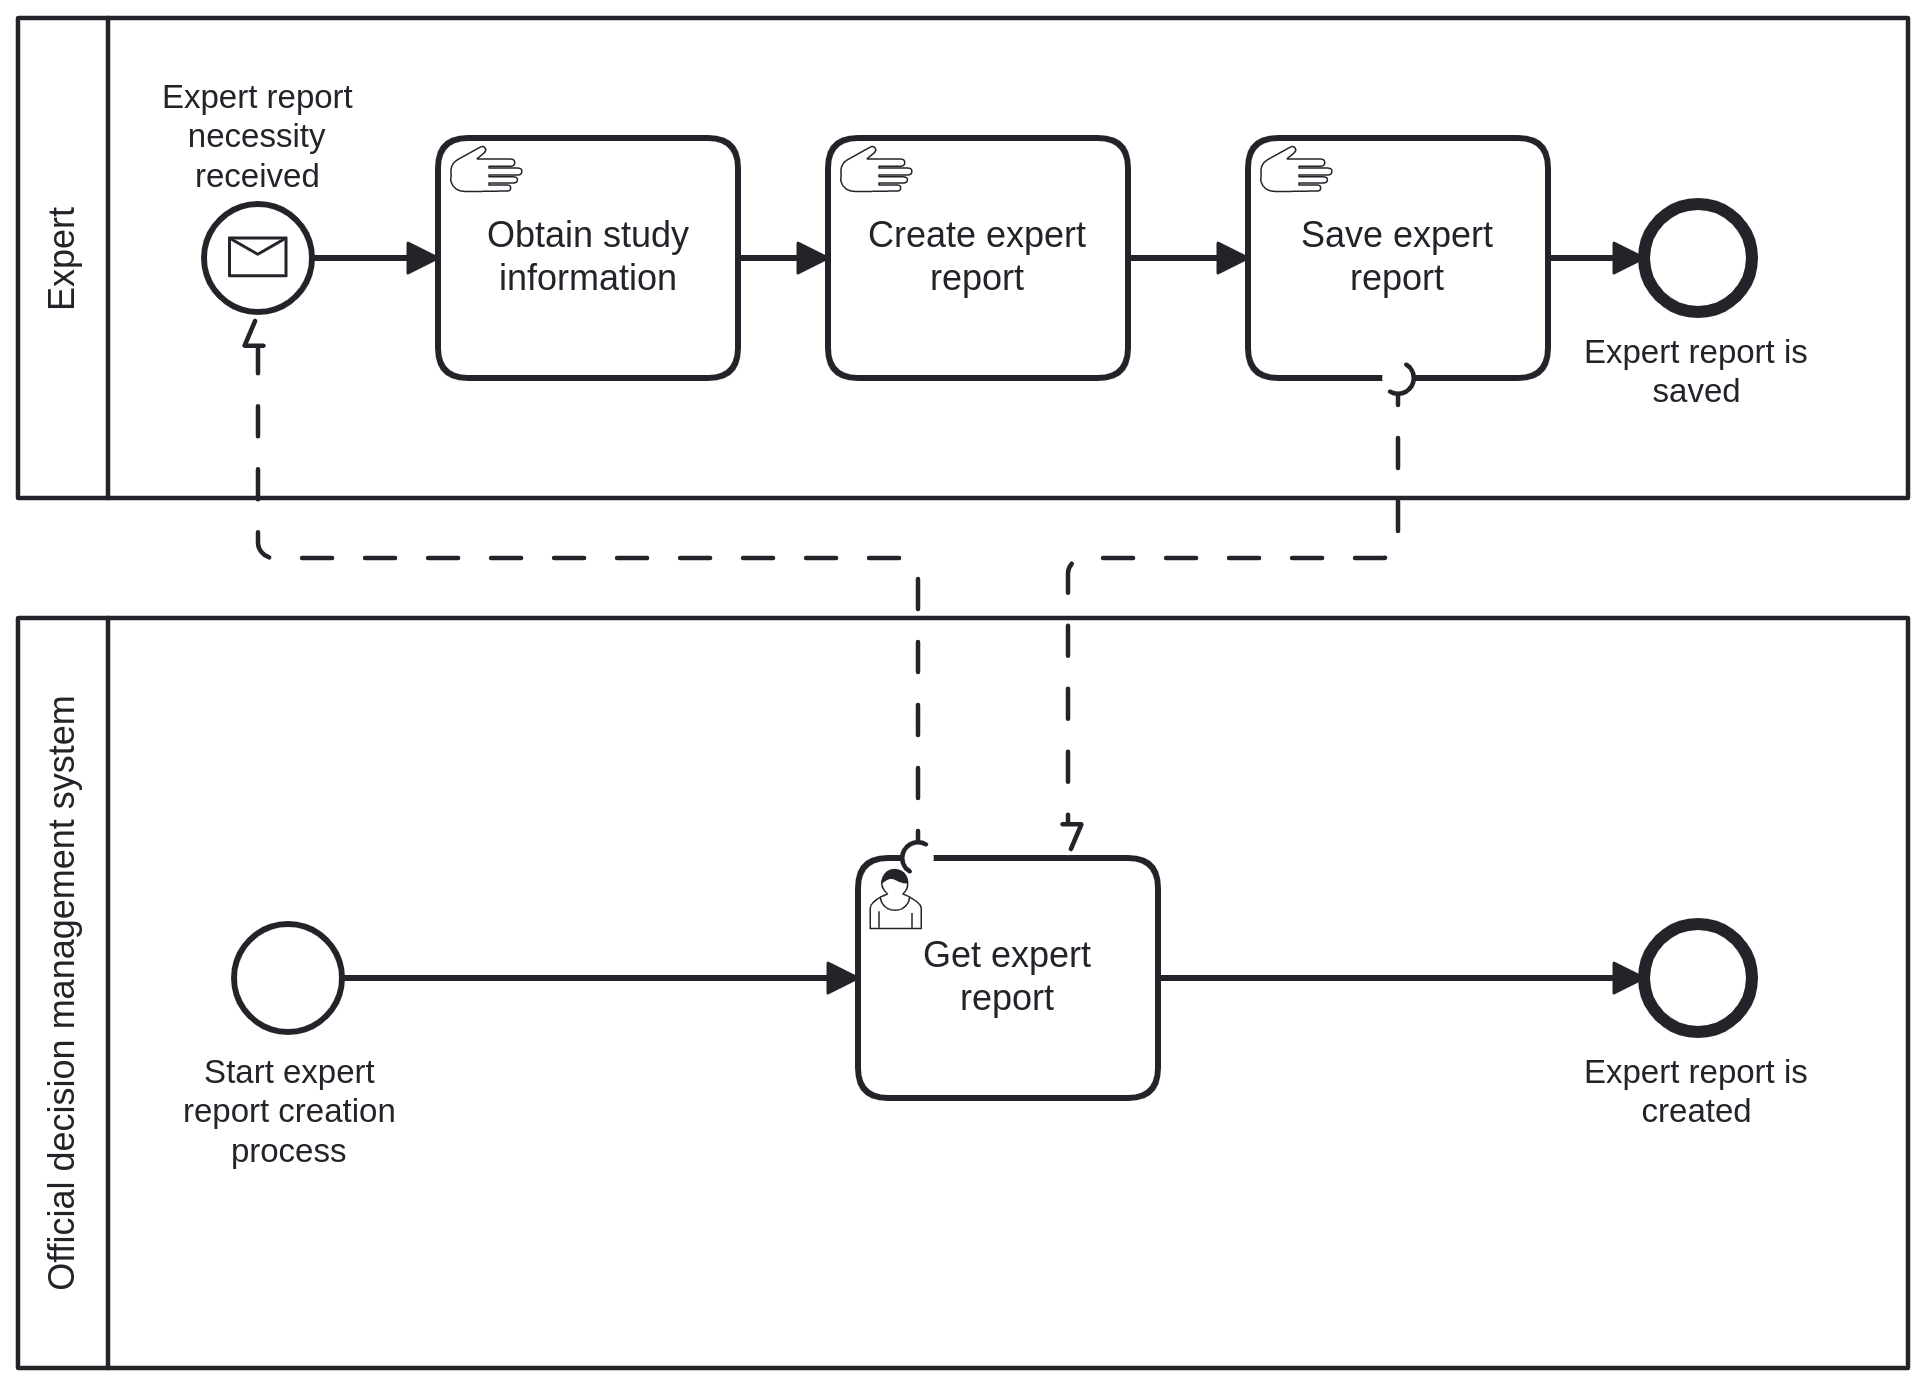 Expert
Expert report
necessity
received
Obtain study
information
Create expert
report
Save expert
report
Expert report is
saved
Official decision management system
Start expert
report creation
process
Get expert
report
Expert report is
created